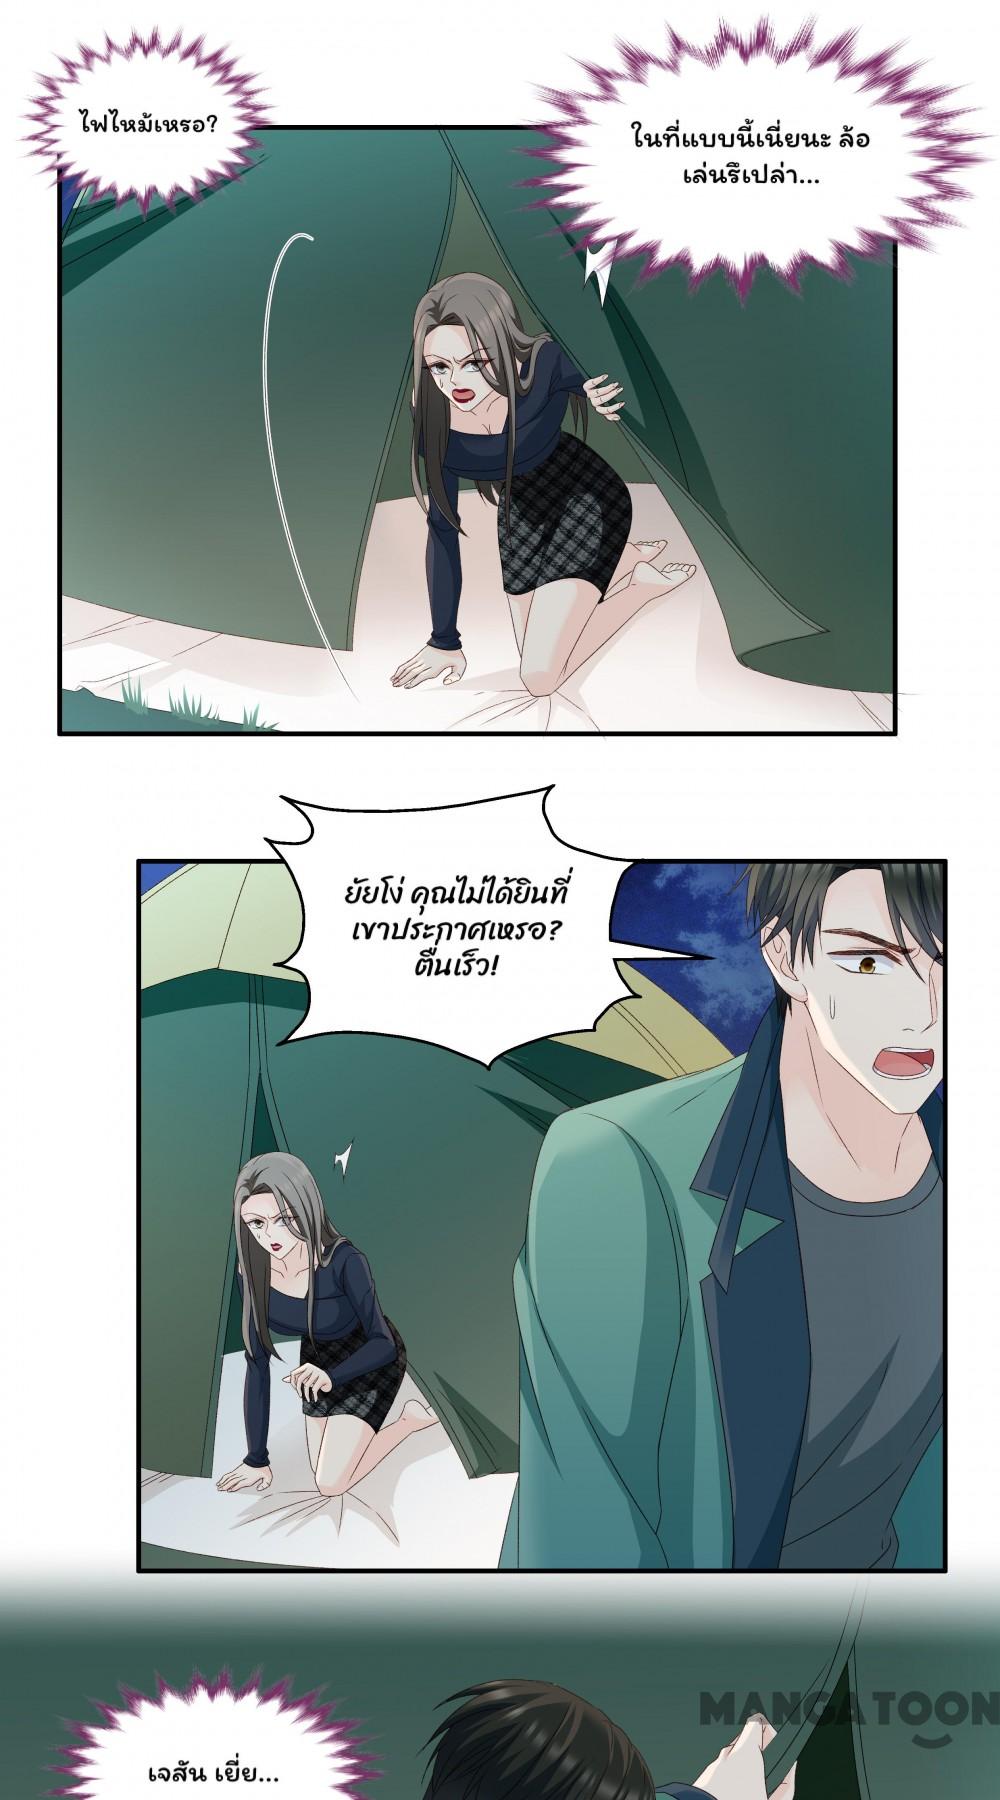 ไฟไหม้เหรอ?
ในที่แบบนี้เนี่ยนะ ล้อ
เล่นรึเปล่า...
ยัยโง่ คุณไม่ได้ยินที่
เขาประกาศเหรอ?
ตื่นเร็ว!
MANGATOON
เจสัน เยี่ย...